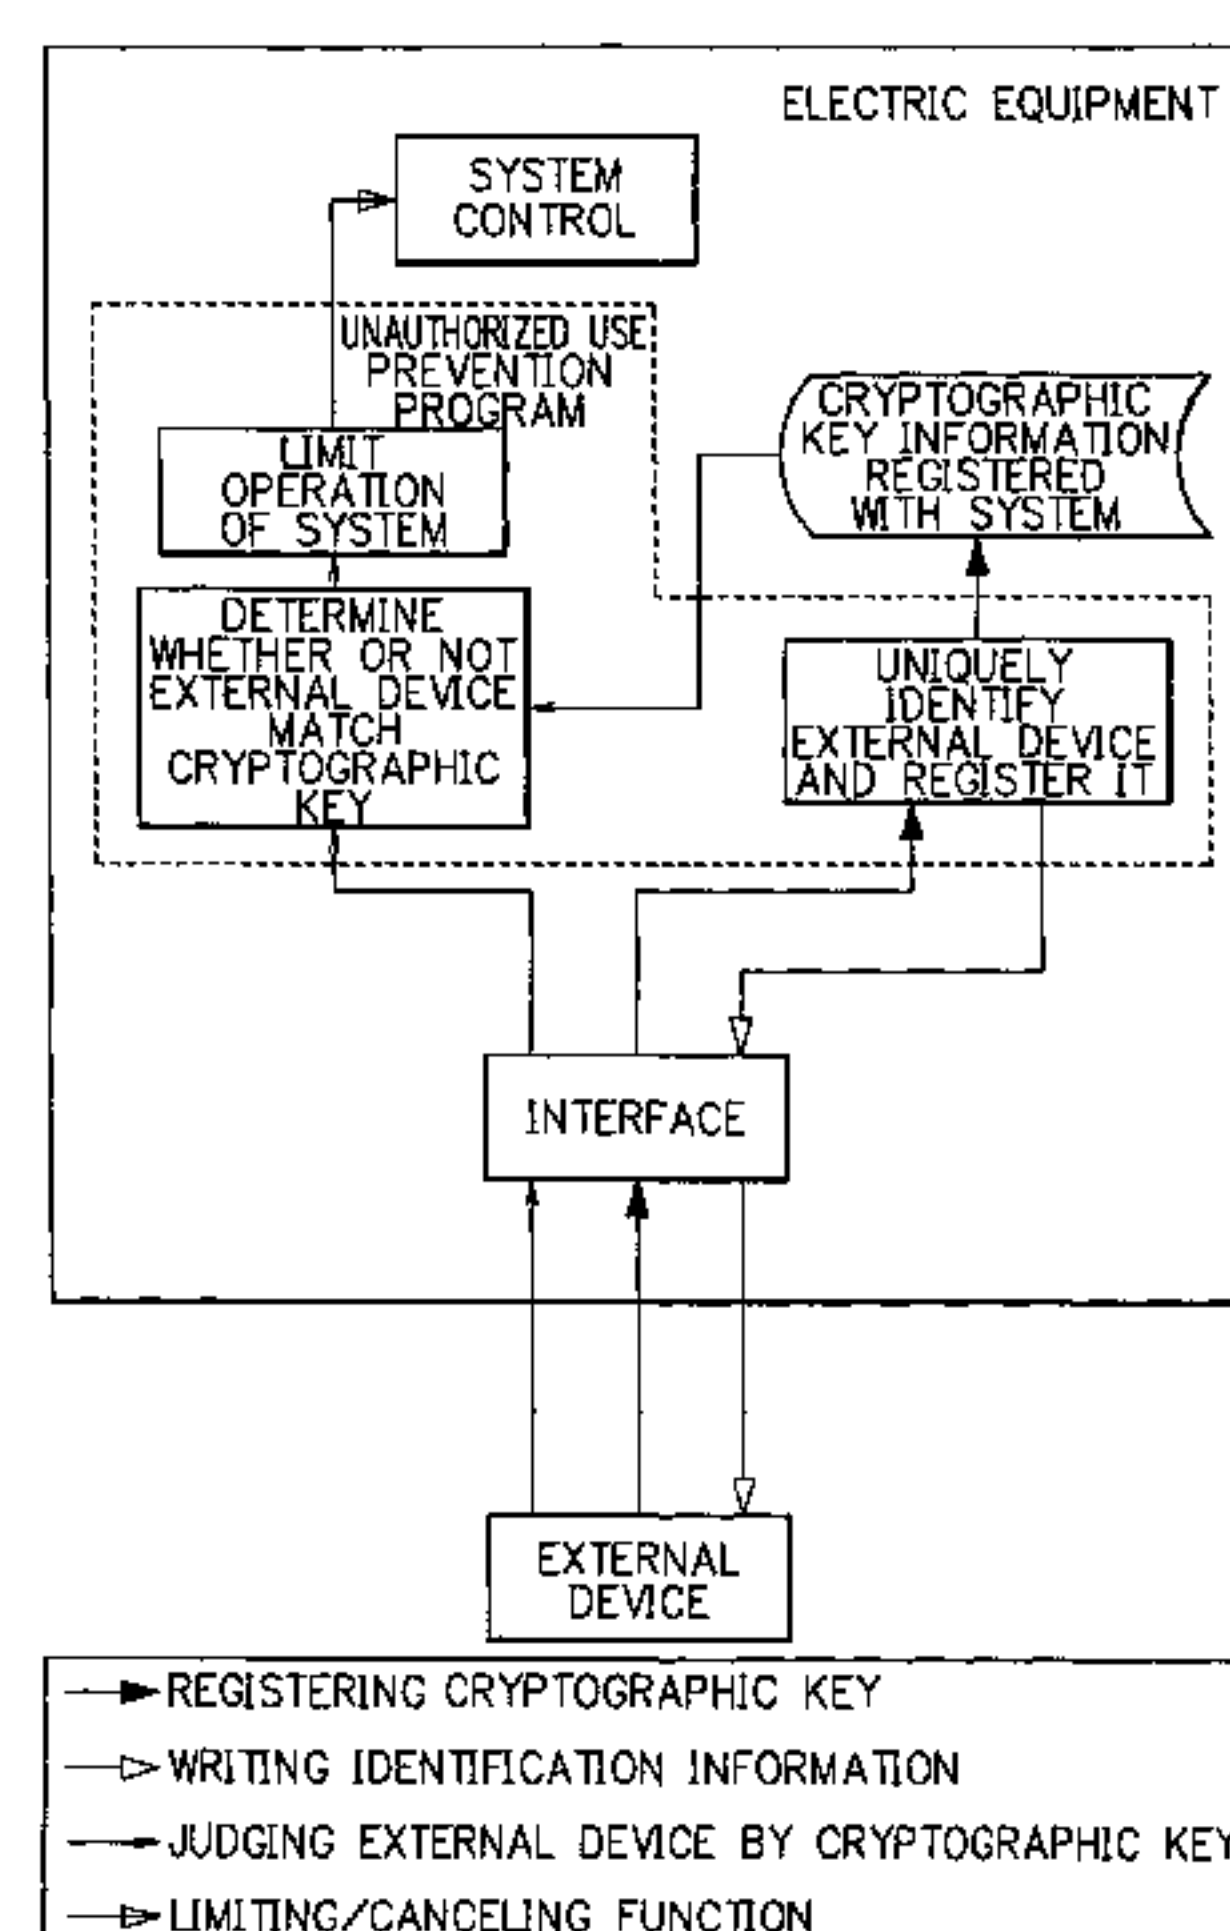 ELECTRIC EQUIPMENT
SYSTEM
CONTROL
UNAUTHORIZED USE
PREVENTION
PROGRAM
LIMIT
OPERATION
OF SYSTEM
CRYPTOGRAPHIC
KEY INFORMATION
REGISTERED
WITH SYSTEM
DETERMINE
WHETHER OR NOT
EXTERNAL DEVICE
MATCH
CRYPTOGRAPHIC
KEY
UNIQUELY
IDENTIFY
EXTERNAL DEVICE
AND REGISTER IT
INTERFACE
EXTERNAL
DEVICE
REGISTERING CRYPTOGRAPHIC KEY
WRITING IDENTIFICATION INFORMATION
JUDGING EXTERNAL DEVICE BY CRYPTOGRAPHIC KEY
LIMITING/CANCELING FUNCTION